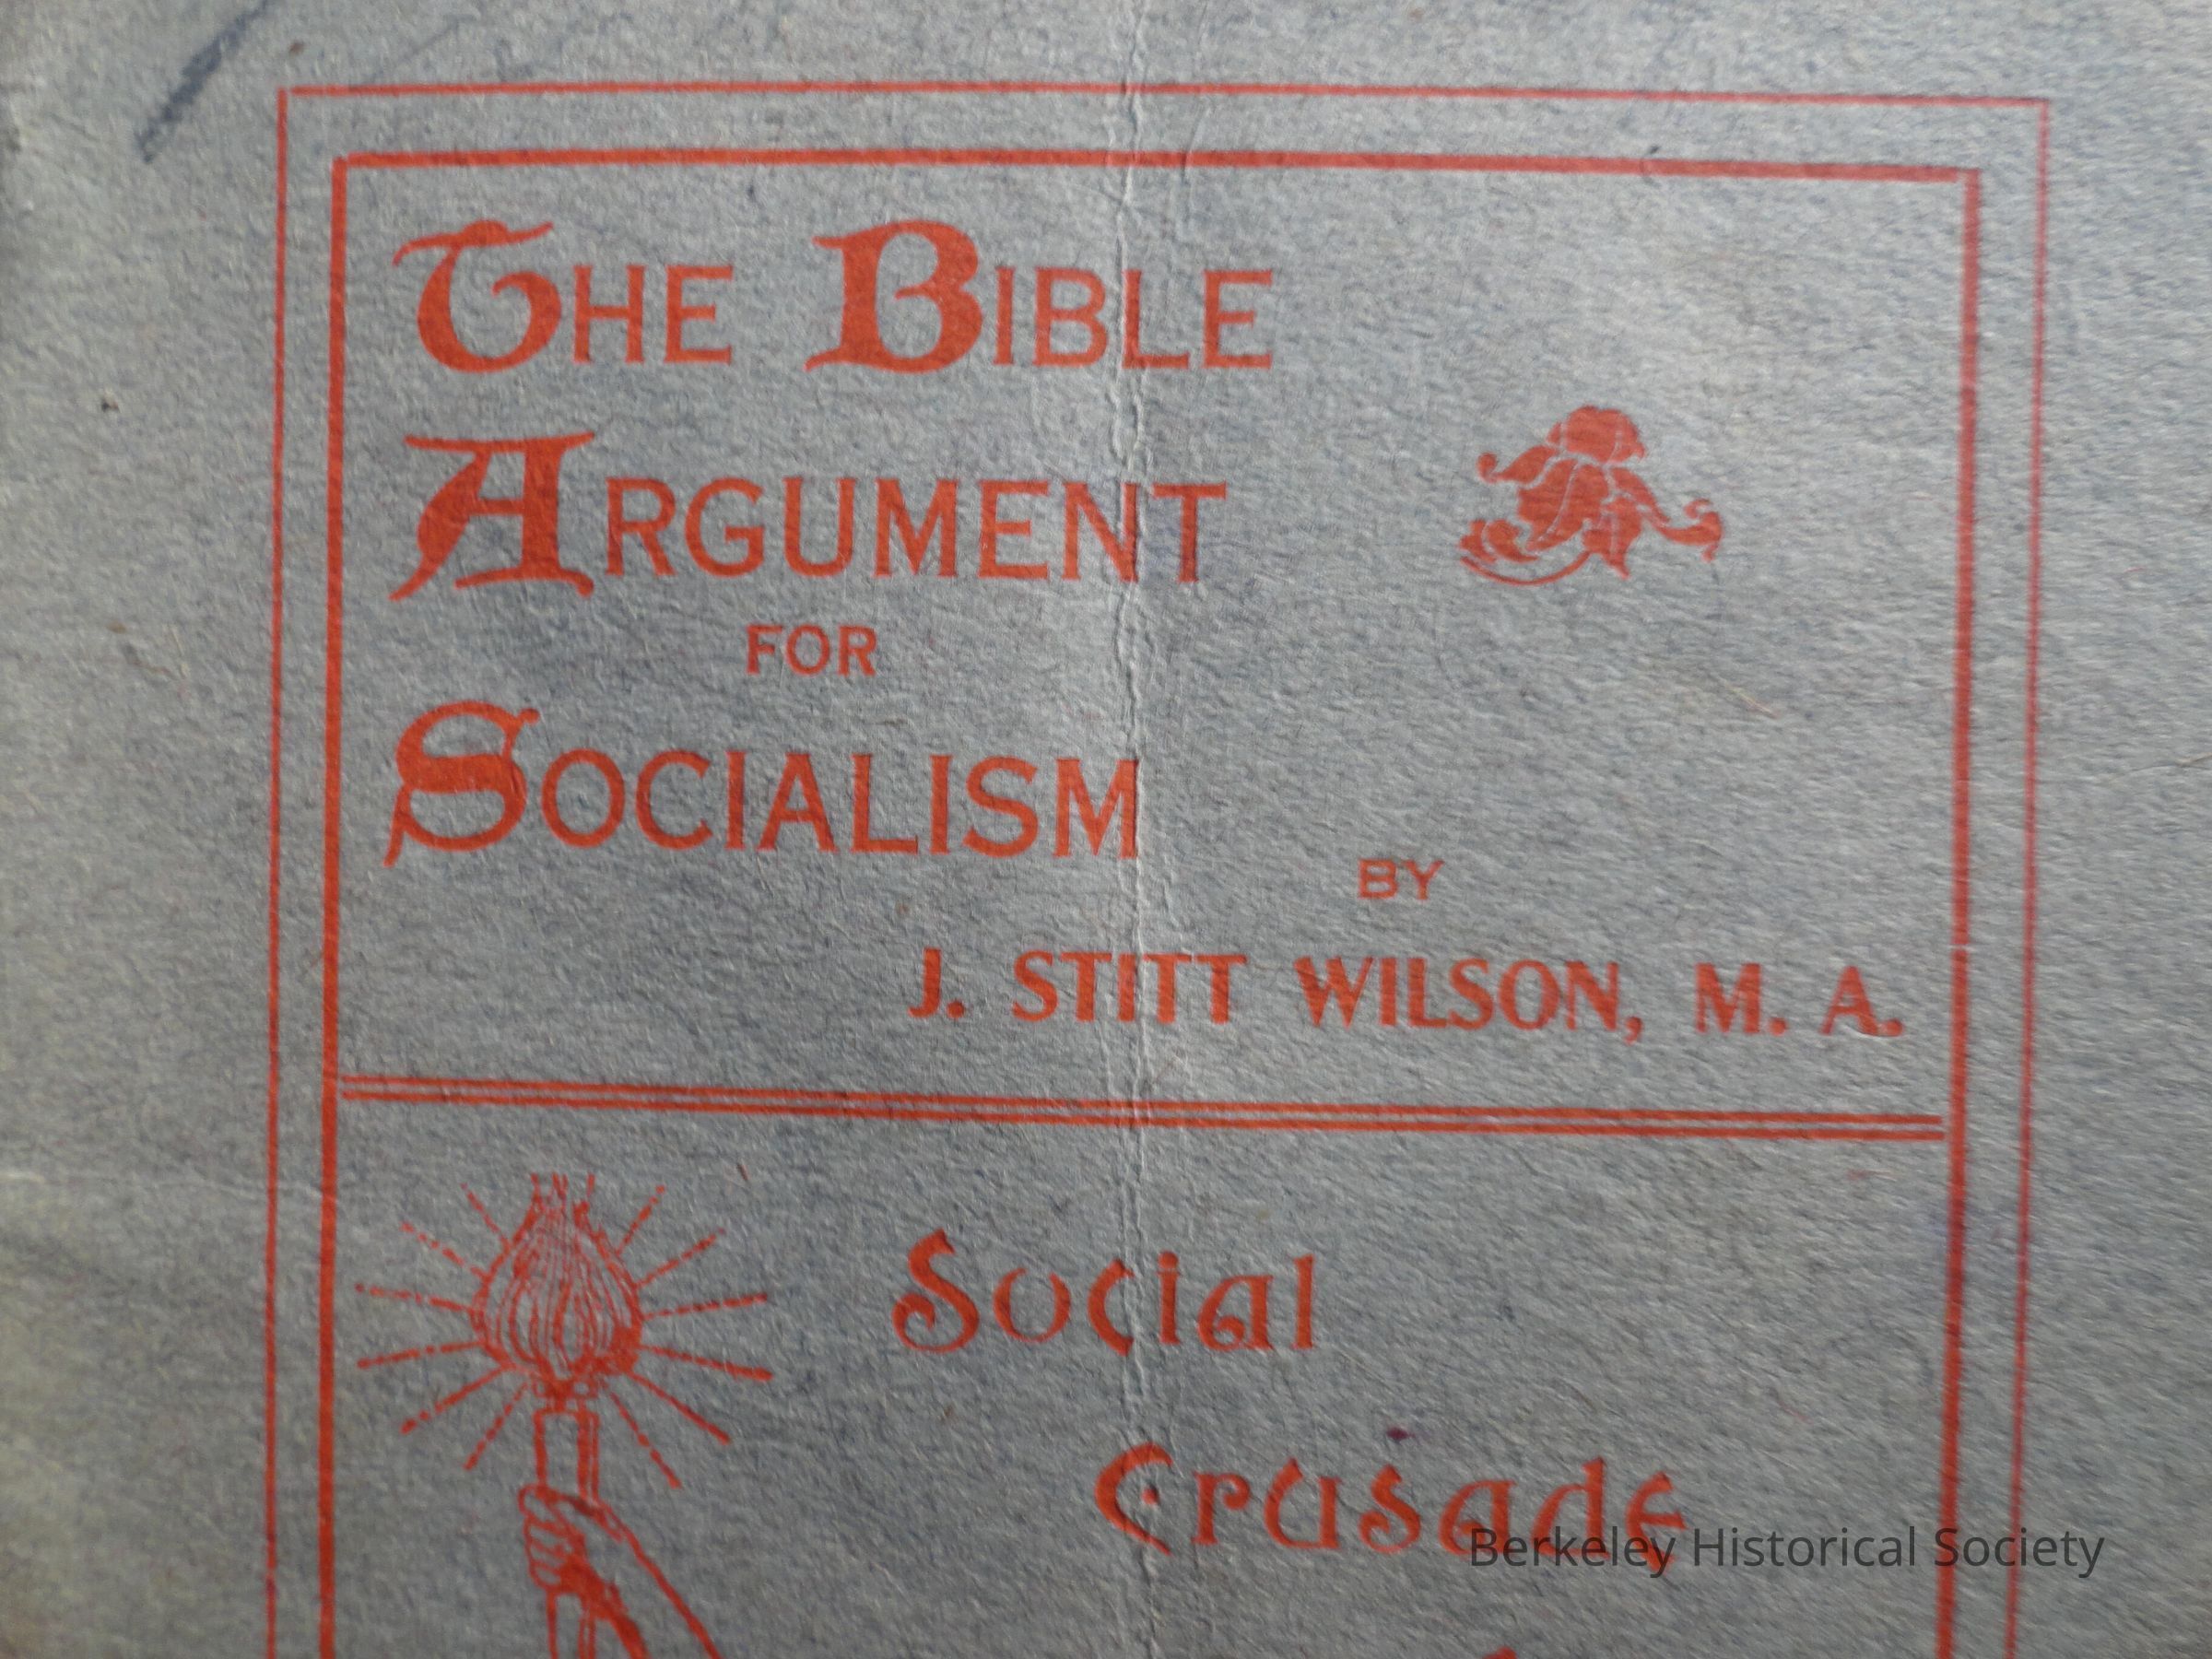 THE BIBLE
ARGUMENT
FOR
SOCIALISM
BY
J. STITT WILSON, M. A.
Social
Crusade
Berkeley Historical Society